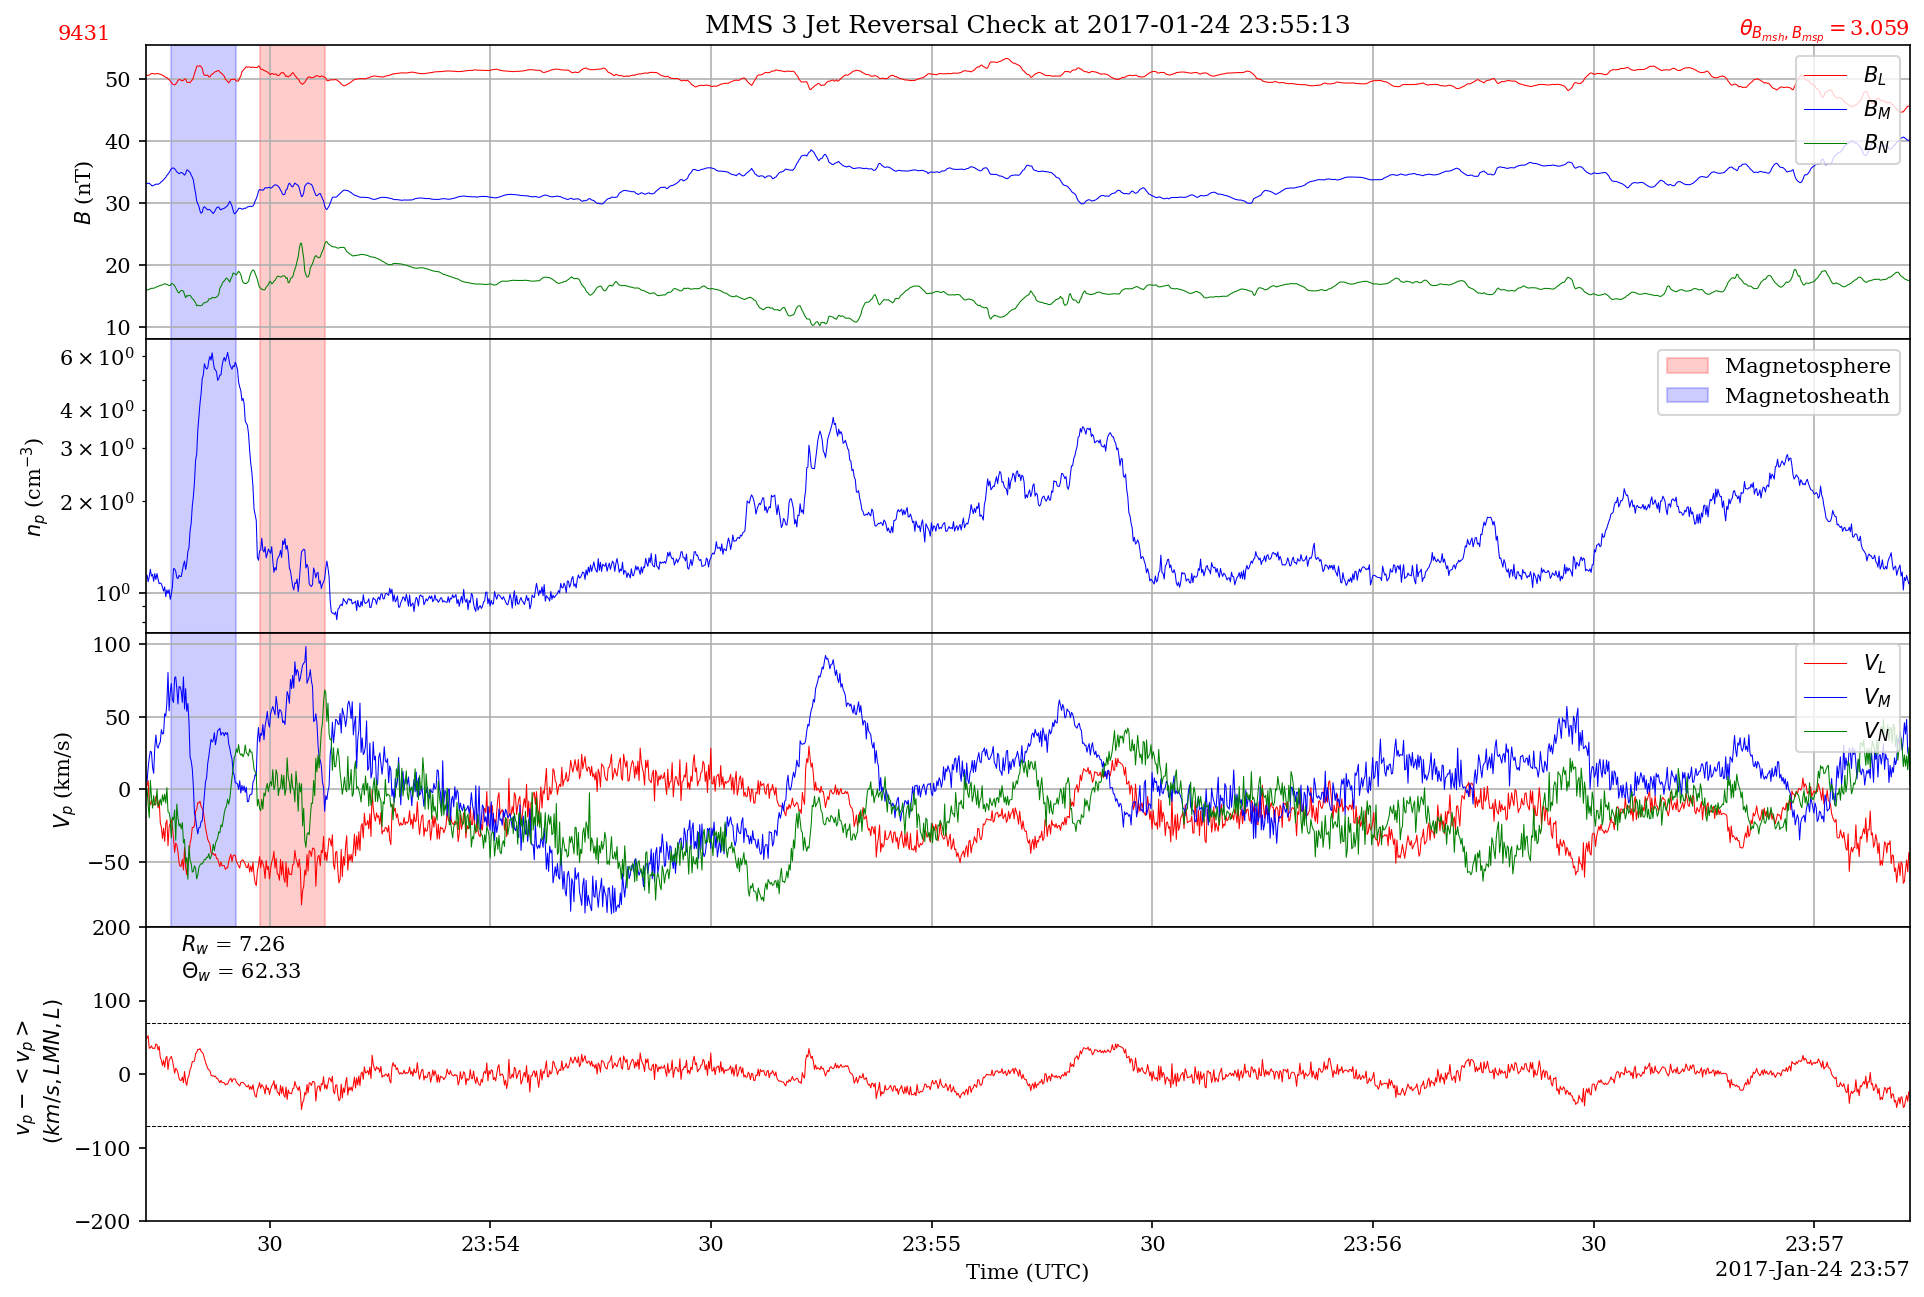 MMS 3 Jet Reversal Check at 2017-01-24 23:55:13
9431
θ_{B_{msh}, B_{msp}} = 3.059
50
40
30
20
10
B (nT)
B_L
B_M
B_N
6 × 10^0
4 × 10^0
3 × 10^0
2 × 10^0
10^0
n_p (cm^{-3})
Magnetosphere
Magnetosheath
100
50
0
−50
V_p (km/s)
V_L
V_M
V_N
200
100
0
−100
−200
v_p − < v_p >
(km/s, LMN, L)
R_w = 7.26
Θ_w = 62.33
30
23:54
30
23:55
30
23:56
30
23:57
Time (UTC)
2017-Jan-24 23:57